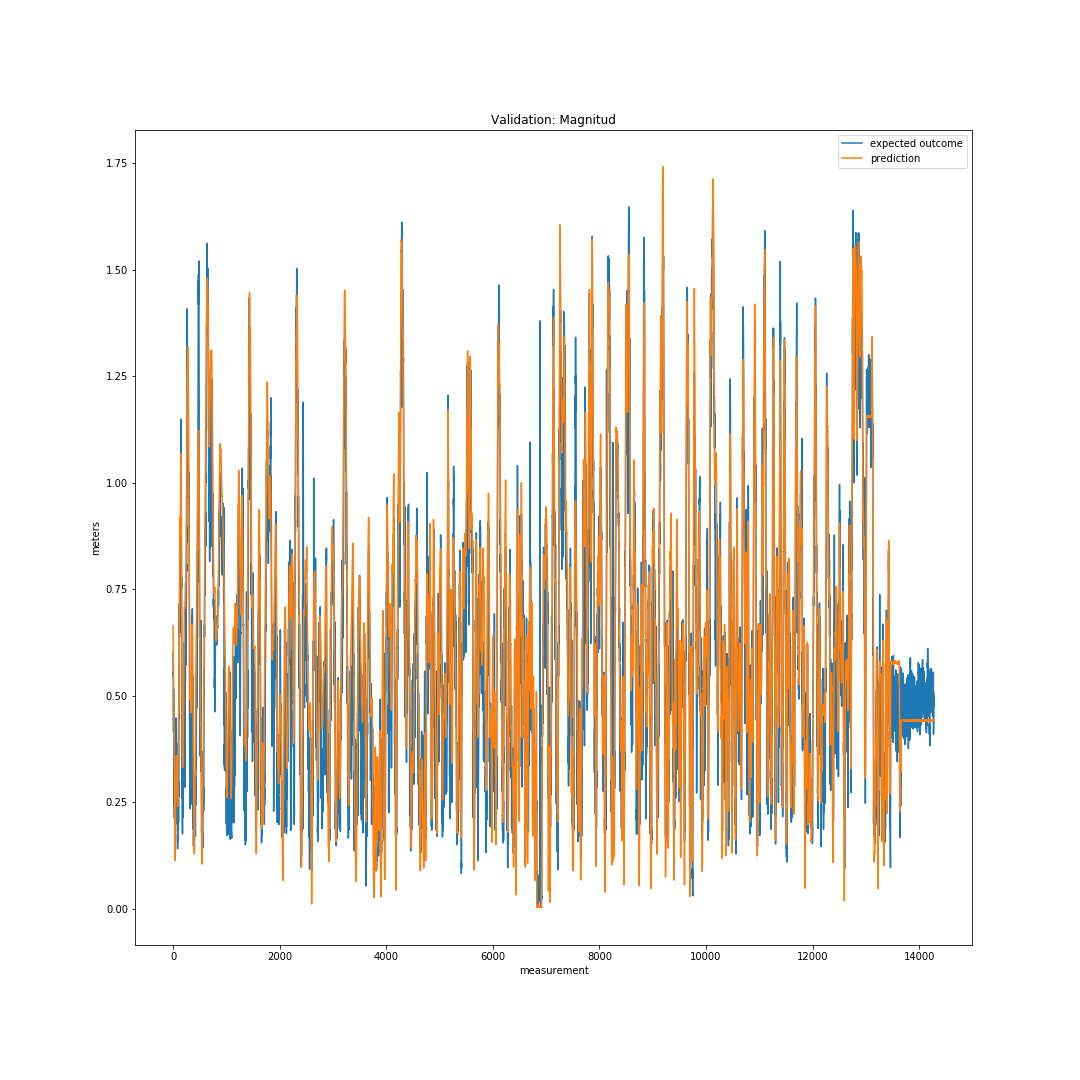 Validation: Magnitud
expected outcome
prediction
1.75
1.50
1.25
1.00
0.75
0.50
0.25
0.00
meters
0 2000 4000 6000 8000 10000 12000 14000
measurement